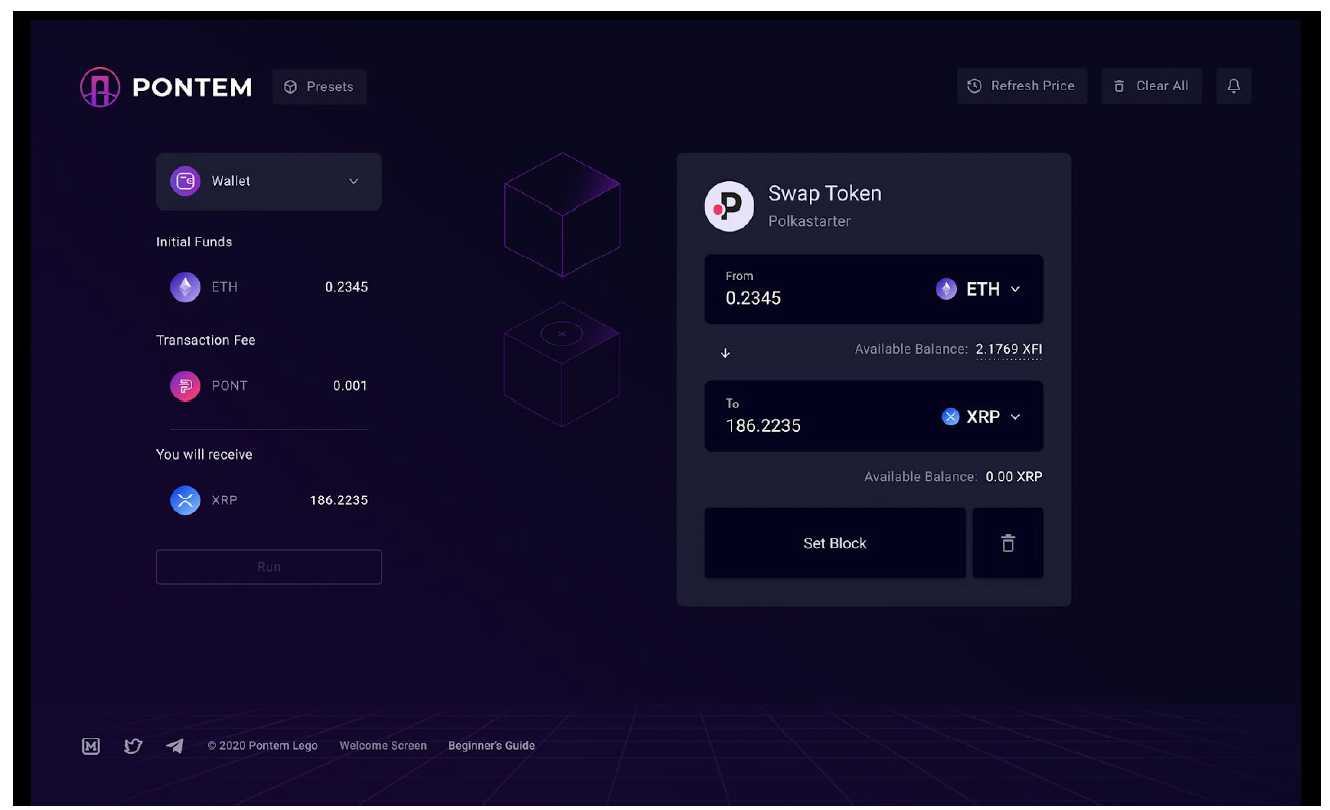 PONTEM
Presets
Refresh Price
Clear All
Wallet
Initial Funds
ETH 0.2345
Transaction Fee
PONT 0.001
You will receive
XRP 186.2235
Run
Swap Token
Polkastarter
From
0.2345 ETH
Available Balance: 2.1769 XFI
To
186.2235 XRP
Available Balance: 0.00 XRP
Set Block
© 2020 Pontem Lego Welcome Screen Beginner's Guide